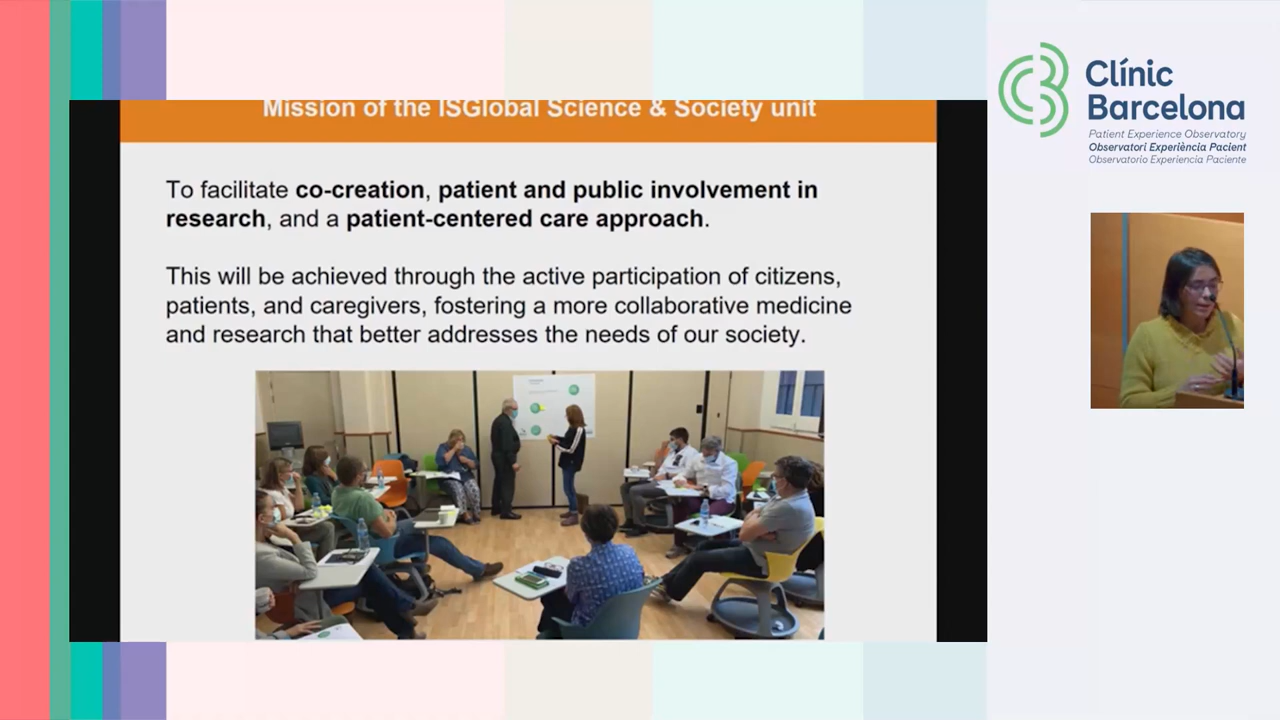 Mission of the ISGlobal Science & Society unit
To facilitate co-creation, patient and public involvement in
research, and a patient-centered care approach.
This will be achieved through the active participation of citizens,
patients, and caregivers, fostering a more collaborative medicine
and research that better addresses the needs of our society.
Clínic
Barcelona
Patient Experience Observatory
Observatori Experiència Pacient
Observatorio Experiencia Paciente